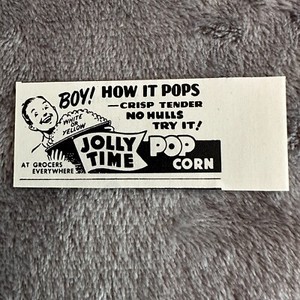 BOY! HOW IT POPS
—CRISP TENDER
NO HULLS
TRY IT!
WHITE
OR
YELLOW
JOLLY
TIME
POP
CORN
AT GROCERS
EVERYWHERE